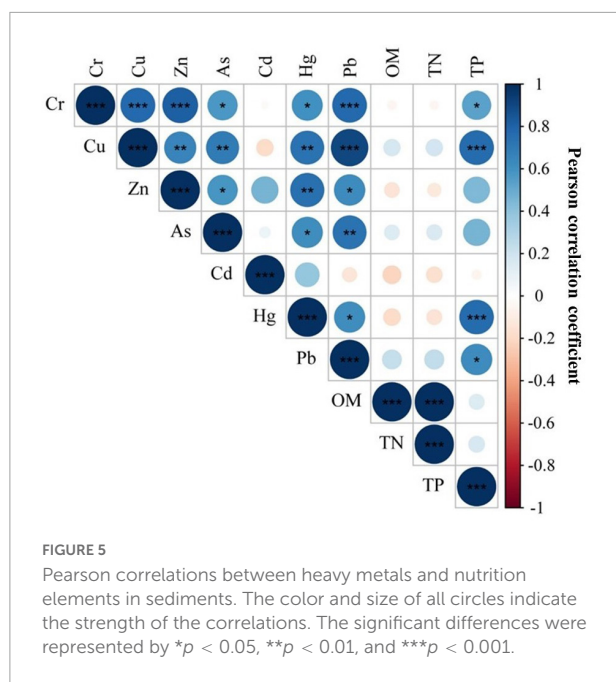 Cr Cu Zn As Cd Hg Pb OM TN TP
Cr *** *** *** * * *** *
Cu *** ** ** ** *** ***
Zn *** * ** *
As *** * **
Cd ***
Hg *** * ***
Pb *** *
OM *** ***
TN ***
TP ***
1
0.8
0.6
0.4
0.2
0
-0.2
-0.4
-0.6
-0.8
-1
Pearson correlation coefficient
FIGURE 5
Pearson correlations between heavy metals and nutrition
elements in sediments. The color and size of all circles indicate
the strength of the correlations. The significant differences were
represented by *p < 0.05, **p < 0.01, and ***p < 0.001.